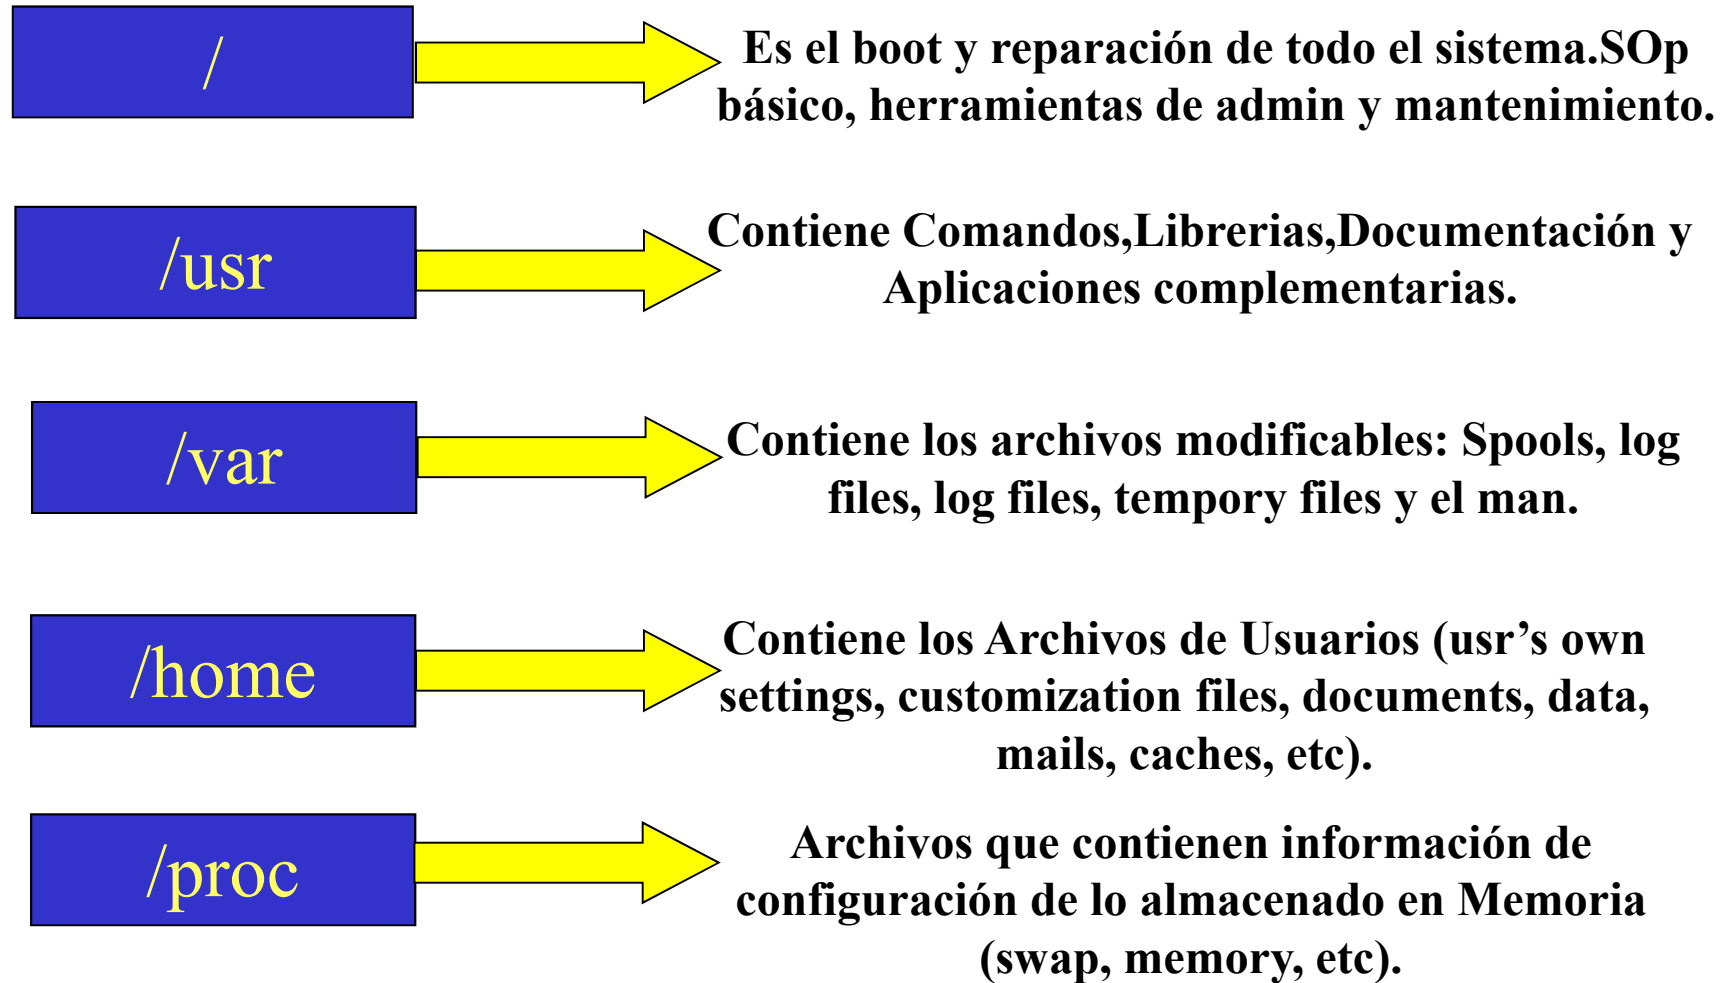 /
Es el boot y reparación de todo el sistema.SOp
básico, herramientas de admin y mantenimiento.
/usr
Contiene Comandos,Librerias,Documentación y
Aplicaciones complementarias.
/var
Contiene los archivos modificables: Spools, log
files, log files, tempory files y el man.
/home
Contiene los Archivos de Usuarios (usr’s own
settings, customization files, documents, data,
mails, caches, etc).
/proc
Archivos que contienen información de
configuración de lo almacenado en Memoria
(swap, memory, etc).